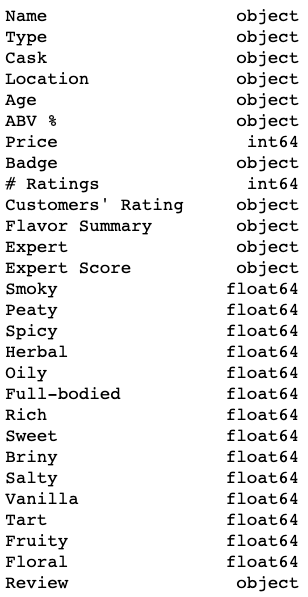 Name object
Type object
Cask object
Location object
Age object
ABV % object
Price int64
Badge object
# Ratings int64
Customers' Rating object
Flavor Summary object
Expert object
Expert Score object
Smoky float64
Peaty float64
Spicy float64
Herbal float64
Oily float64
Full-bodied float64
Rich float64
Sweet float64
Briny float64
Salty float64
Vanilla float64
Tart float64
Fruity float64
Floral float64
Review object